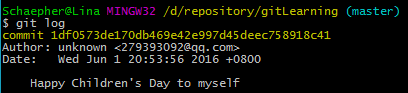 Schaepher@Lina MINGW32 /d/repository/gitLearning (master)
$ git log
commit 1df0573de170db469e42e997d45deec758918c41
Author: unknown <279393092@qq.com>
Date:   Wed Jun 1 20:53:56 2016 +0800
    Happy Children's Day to myself